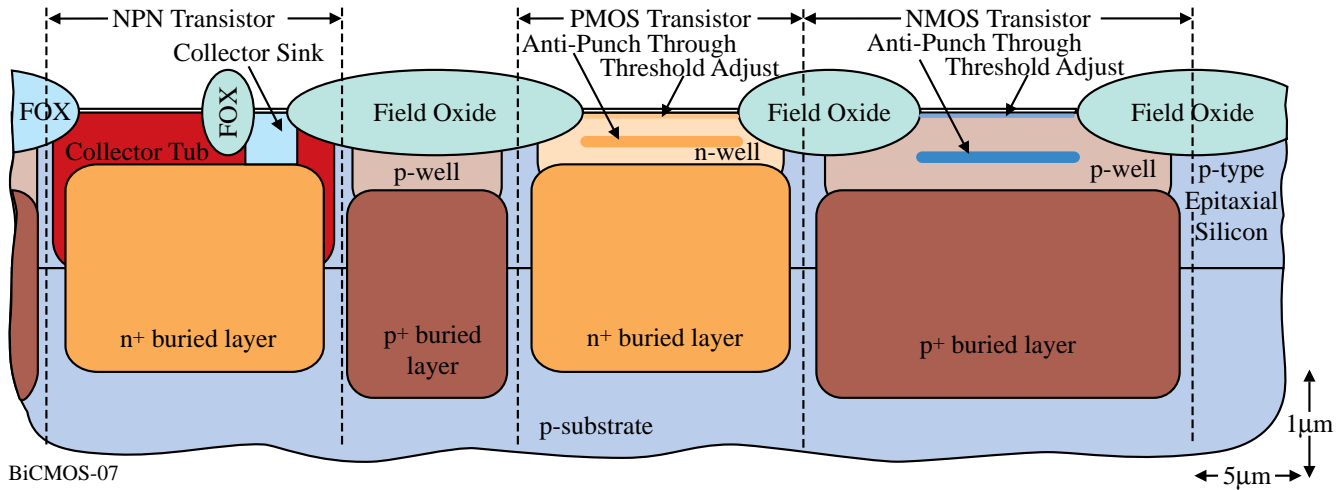 NPN Transistor
PMOS Transistor
NMOS Transistor
Collector Sink
Anti-Punch Through
Threshold Adjust
Anti-Punch Through
Threshold Adjust
FOX
FOX
Field Oxide
Field Oxide
Field Oxide
Collector Tub
p-well
n-well
p-well
p-type
Epitaxial
Silicon
n+ buried layer
p+ buried
layer
n+ buried layer
p+ buried layer
p-substrate
1μm
5μm
BiCMOS-07